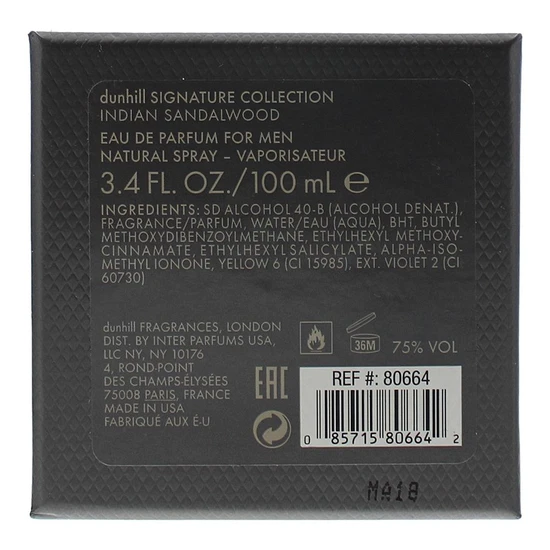 dunhill SIGNATURE COLLECTION
INDIAN SANDALWOOD
EAU DE PARFUM FOR MEN
NATURAL SPRAY – VAPORISATEUR
3.4 FL. OZ./100 mL ℮
INGREDIENTS: SD ALCOHOL 40-B (ALCOHOL DENAT.),
FRAGRANCE/PARFUM, WATER/EAU (AQUA), BHT, BUTYL
METHOXYDIBENZOYLMETHANE, ETHYLHEXYL METHOXY-
CINNAMATE, ETHYLHEXYL SALICYLATE, ALPHA-ISO-
METHYL IONONE, YELLOW 6 (CI 15985), EXT. VIOLET 2 (CI
60730)
dunhill FRAGRANCES, LONDON
DIST. BY INTER PARFUMS USA,
LLC NY, NY 10176
4, ROND-POINT
DES CHAMPS-ÉLYSÉES
75008 PARIS, FRANCE
MADE IN USA
FABRIQUÉ AUX É-U
36M
75% VOL
EAC
REF #: 80664
0 85715 80664 2
MA18